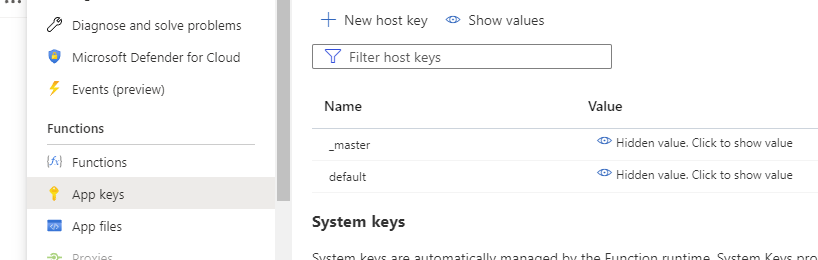 Diagnose and solve problems
Microsoft Defender for Cloud
Events (preview)
Functions
Functions
App keys
App files
Proxies
New host key Show values
Filter host keys
Name Value
_master Hidden value. Click to show value
default Hidden value. Click to show value
System keys
System keys are automatically managed by the Function runtime. System Keys pro